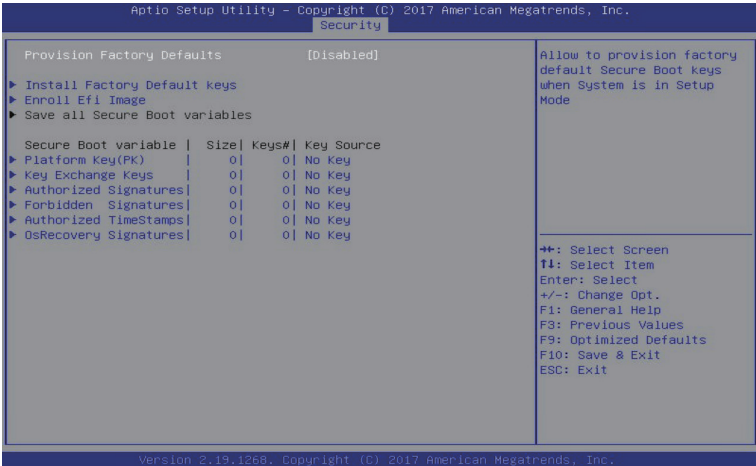 Aptio Setup Utility – Copyright (C) 2017 American Megatrends, Inc.
Security
Provision Factory Defaults [Disabled]
Install Factory Default keys
Enroll Efi Image
Save all Secure Boot variables
Secure Boot variable | Size| Keys#| Key Source
Platform Key(PK) | 0| 0| No Key
Key Exchange Keys | 0| 0| No Key
Authorized Signatures| 0| 0| No Key
Forbidden Signatures| 0| 0| No Key
Authorized TimeStamps| 0| 0| No Key
OsRecovery Signatures| 0| 0| No Key
Allow to provision factory
default Secure Boot keys
when System is in Setup
Mode
→←: Select Screen
↑↓: Select Item
Enter: Select
+/-: Change Opt.
F1: General Help
F3: Previous Values
F9: Optimized Defaults
F10: Save & Exit
ESC: Exit
Version 2.19.1268. Copyright (C) 2017 American Megatrends, Inc.